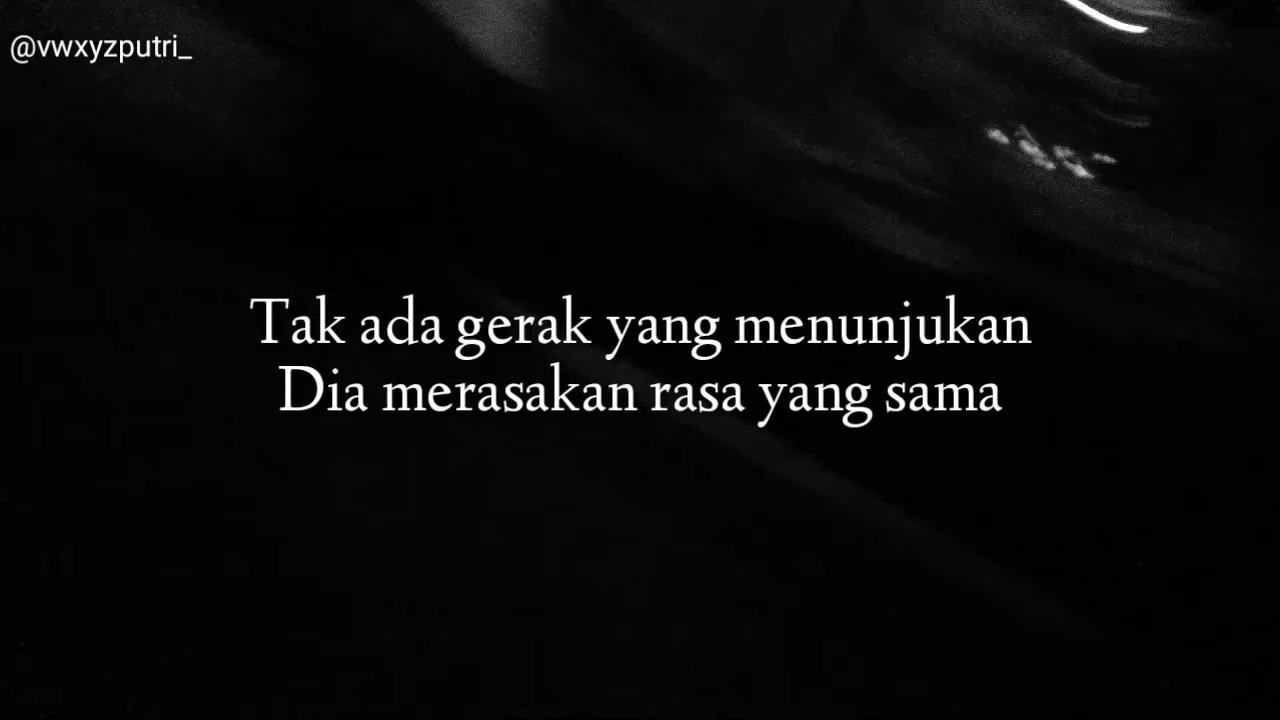 @vwxyzputri_
Tak ada gerak yang menunjukan
Dia merasakan rasa yang sama